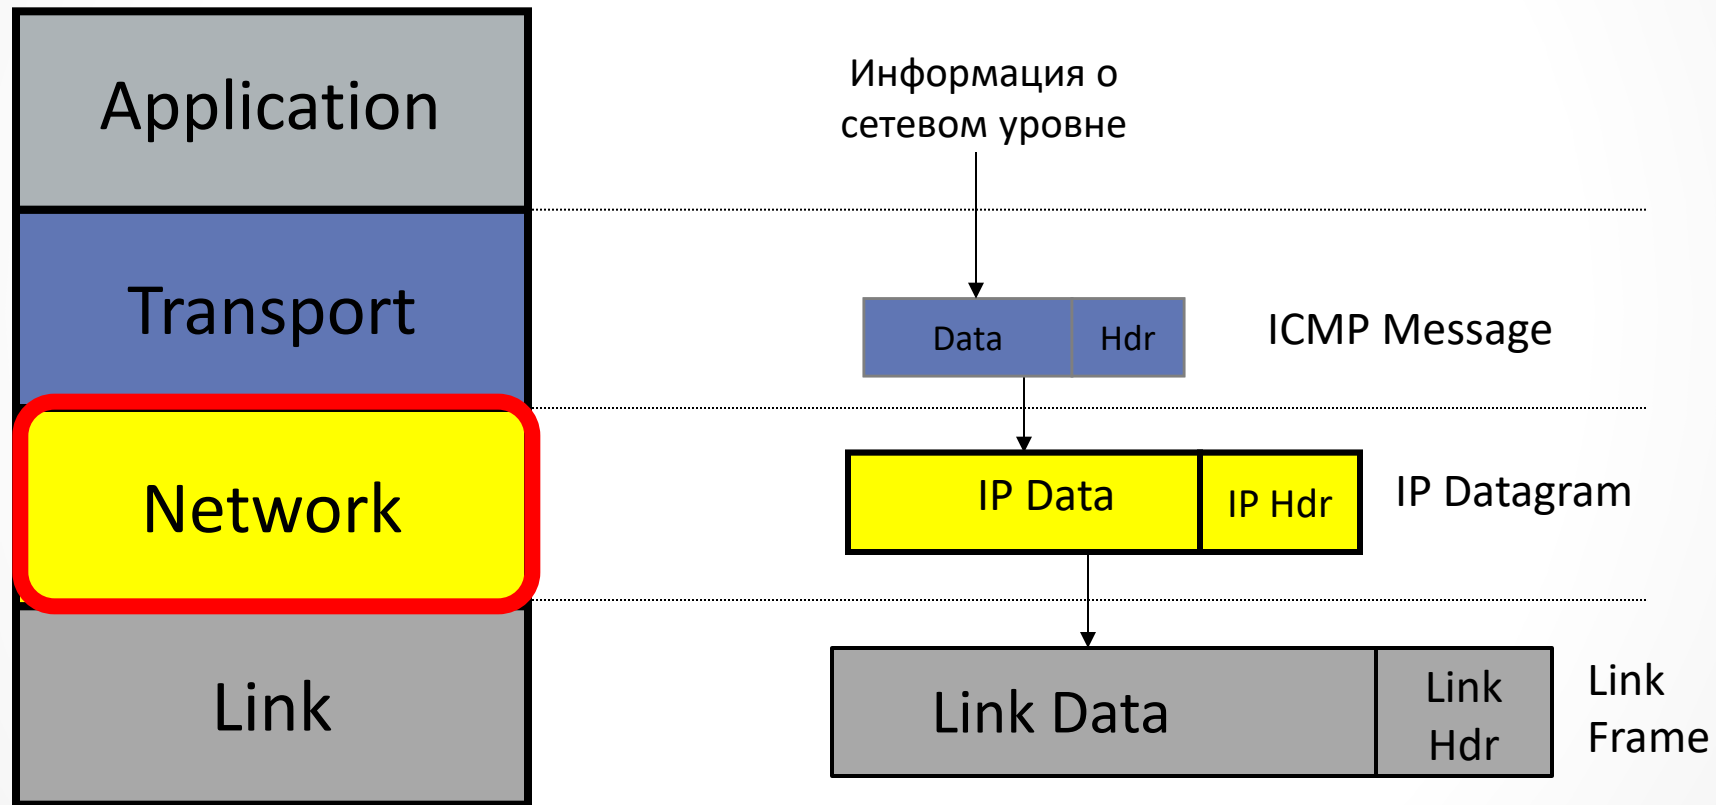 Application
Информация о
сетевом уровне
Transport
Data
Hdr
ICMP Message
Network
IP Data
IP Hdr
IP Datagram
Link
Link Data
Link
Hdr
Link
Frame